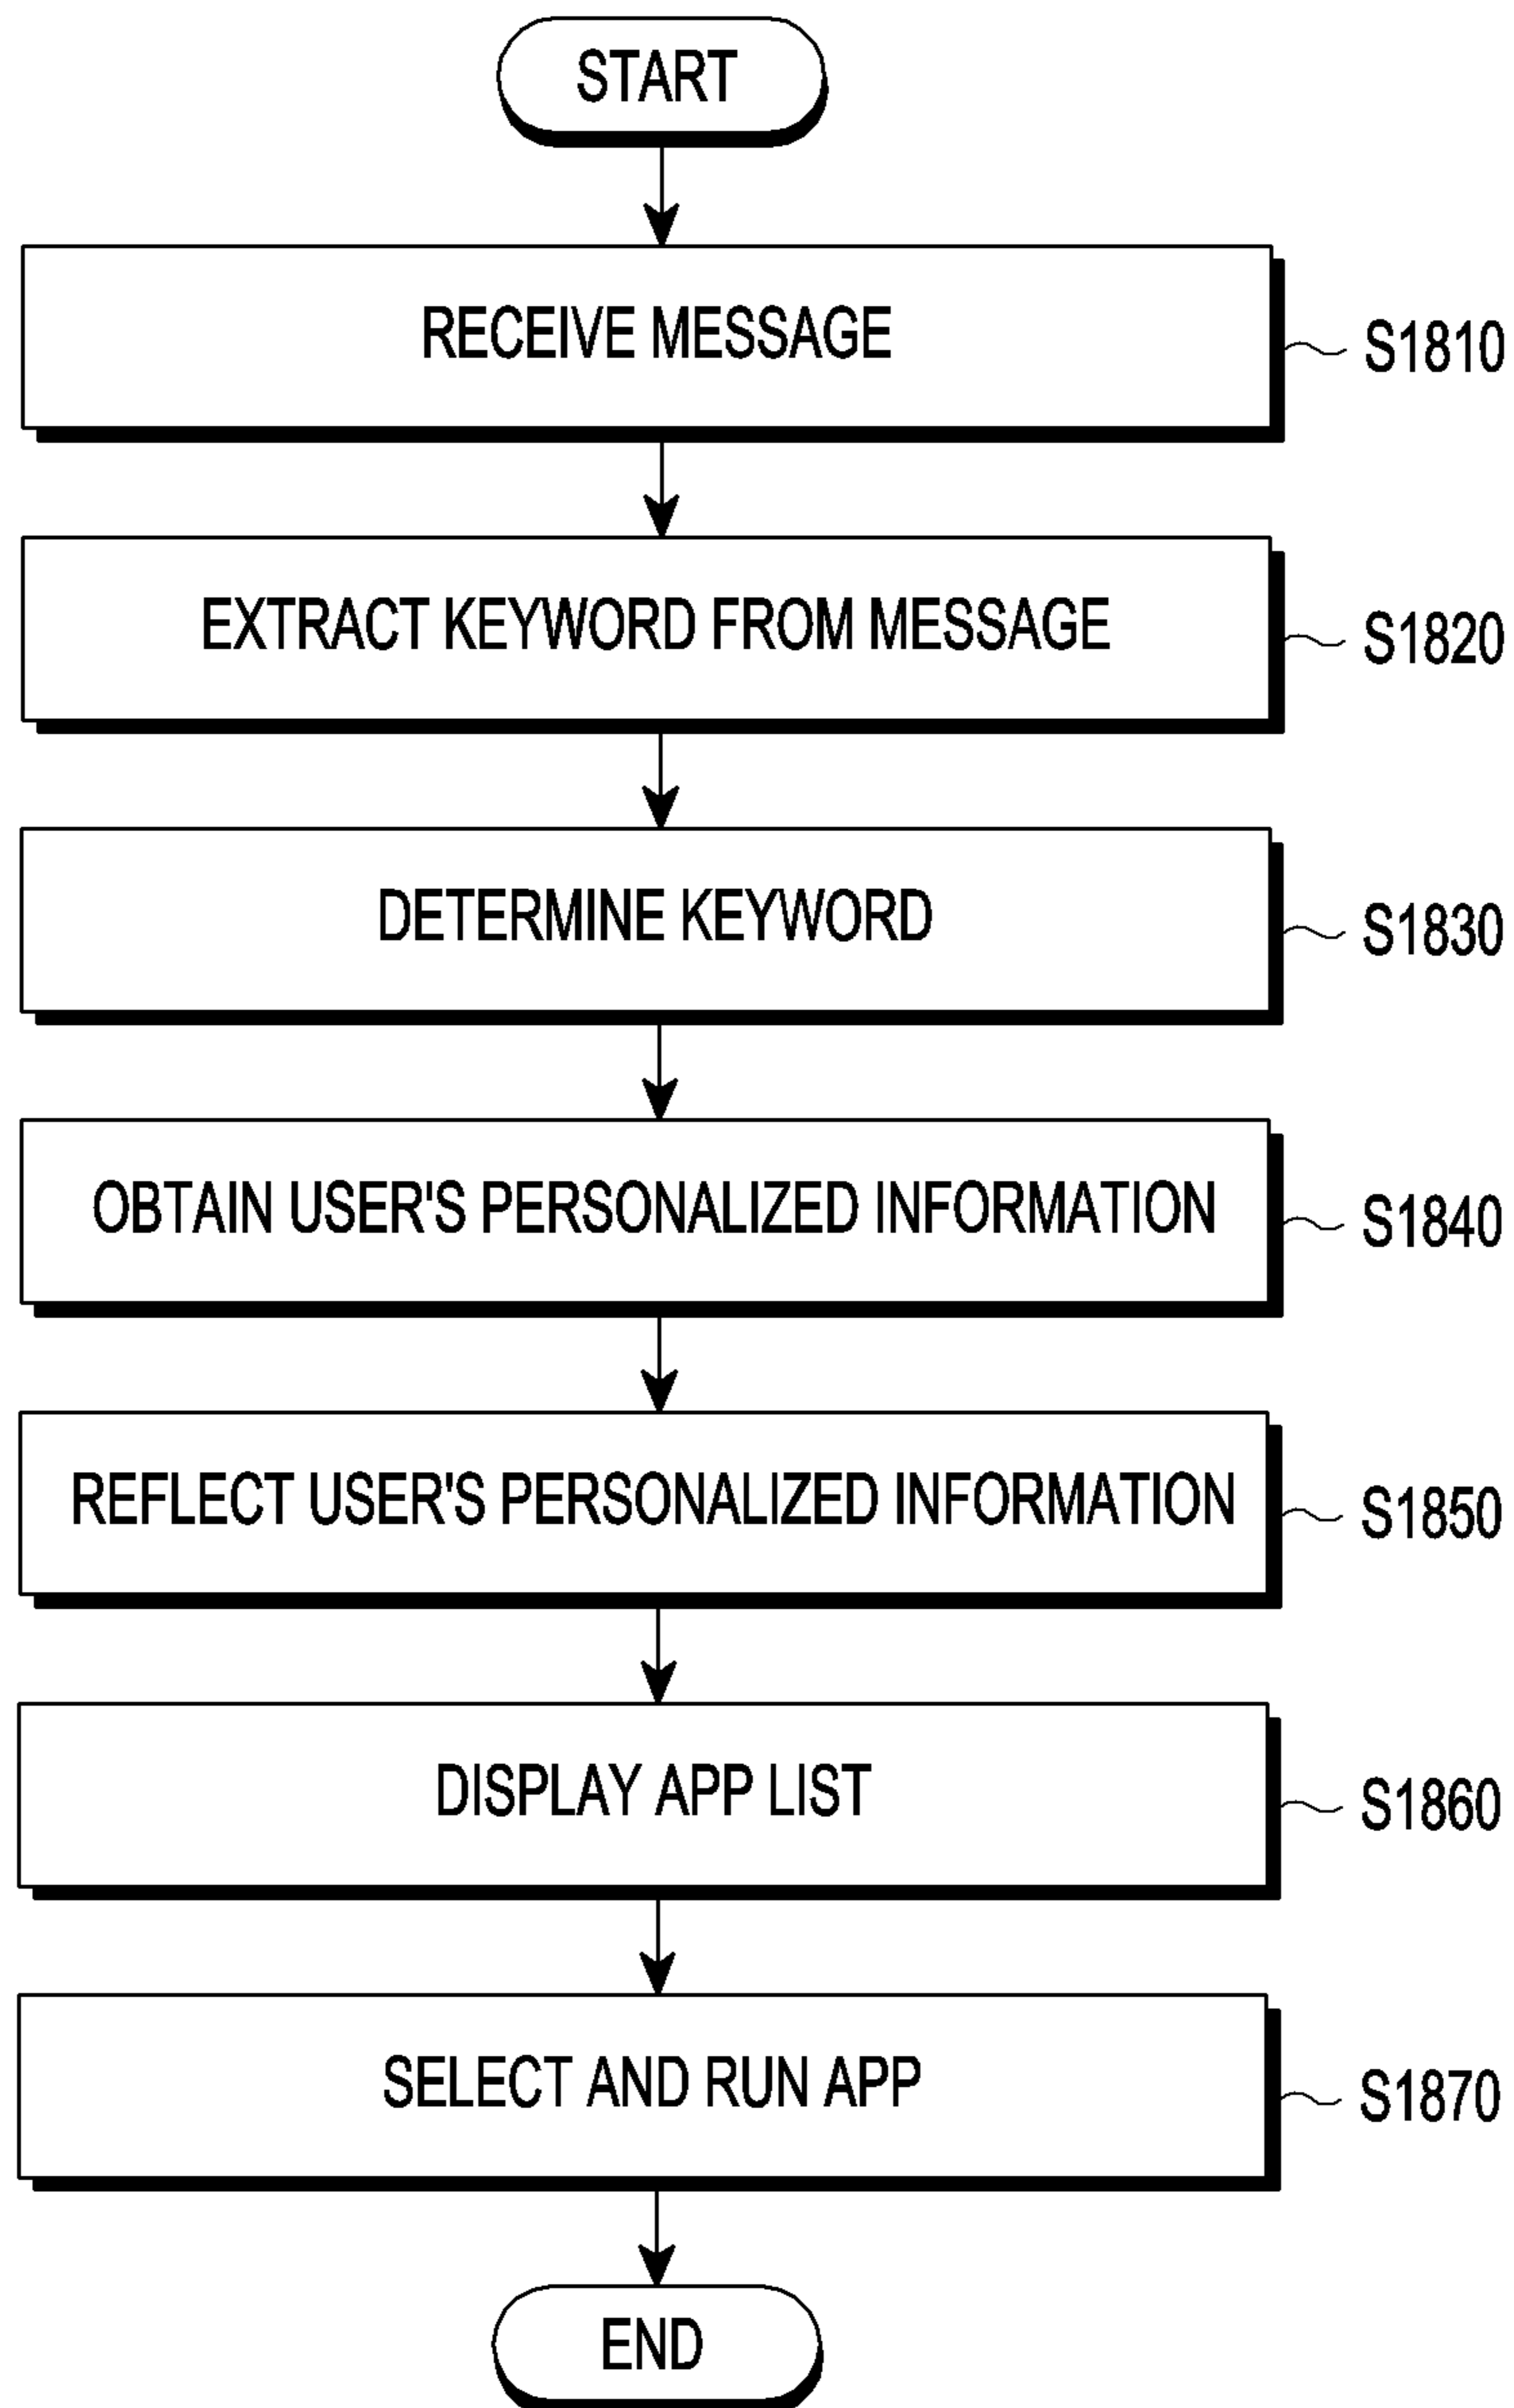 START
RECEIVE MESSAGE
S1810
EXTRACT KEYWORD FROM MESSAGE
S1820
DETERMINE KEYWORD
S1830
OBTAIN USER'S PERSONALIZED INFORMATION
S1840
REFLECT USER'S PERSONALIZED INFORMATION
S1850
DISPLAY APP LIST
S1860
SELECT AND RUN APP
S1870
END